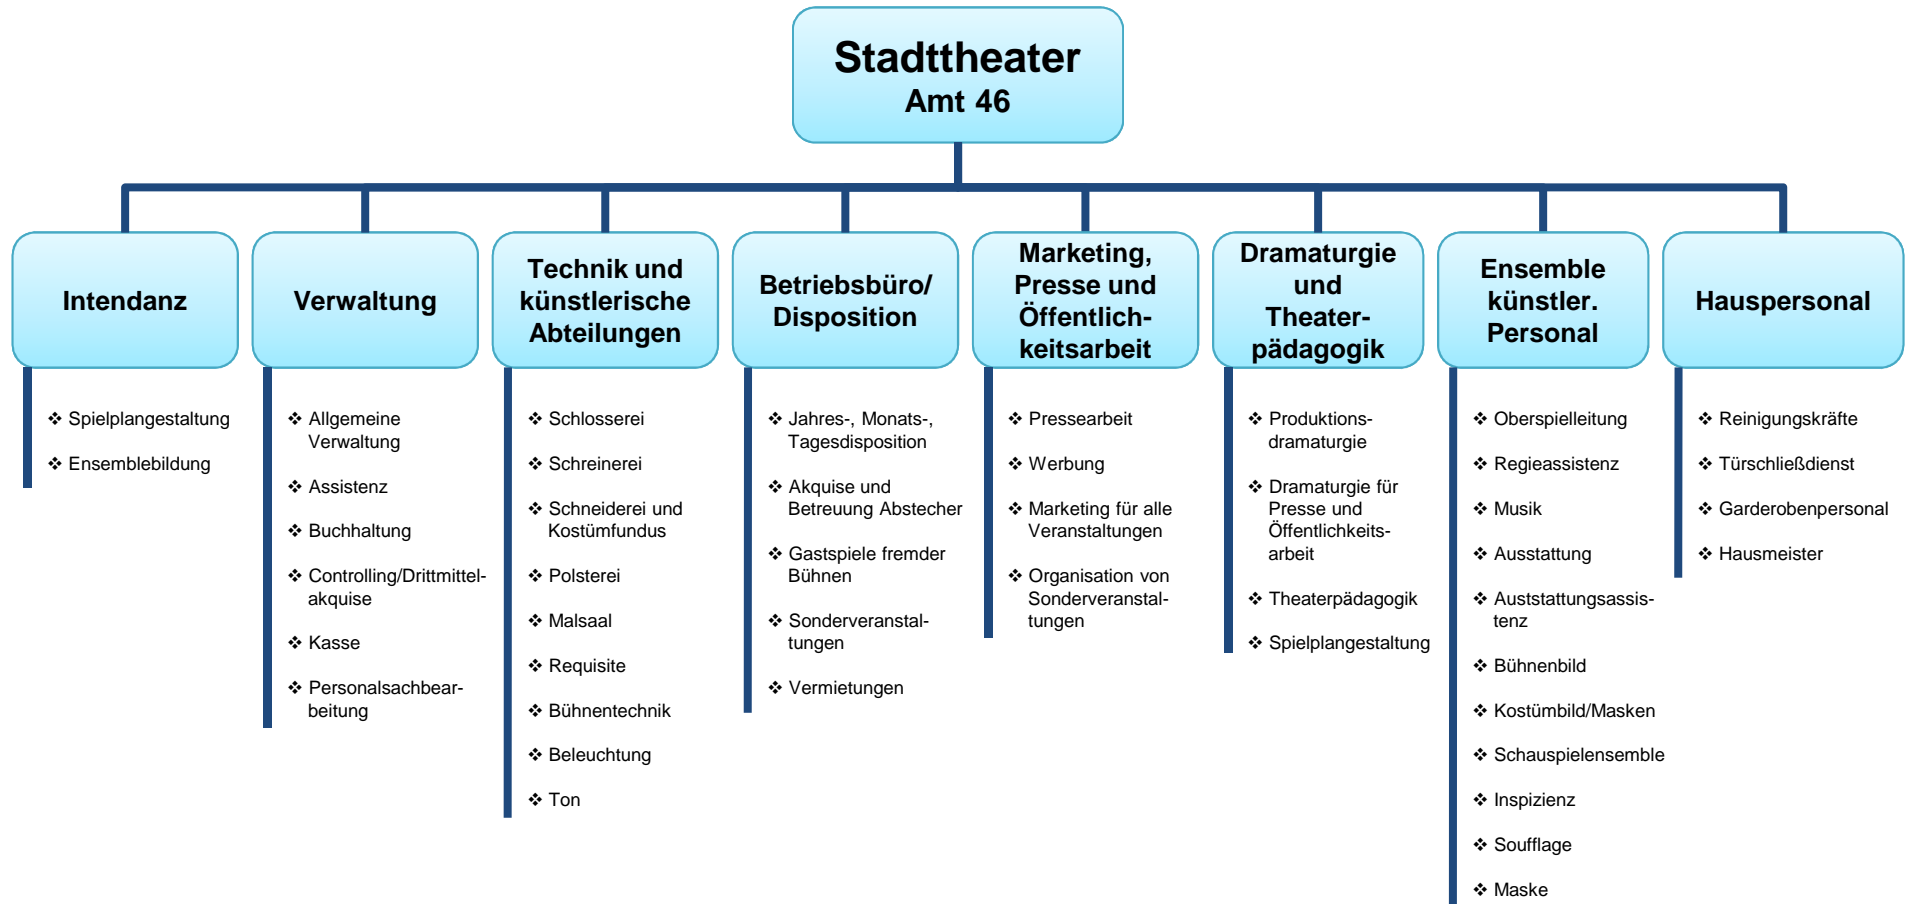 Stadttheater
Amt 46
Intendanz
❖ Spielplangestaltung
❖ Ensemblebildung
Verwaltung
❖ Allgemeine
Verwaltung
❖ Assistenz
❖ Buchhaltung
❖ Controlling/Drittmittel-
akquise
❖ Kasse
❖ Personalsachbear-
beitung
Technik und
künstlerische
Abteilungen
❖ Schlosserei
❖ Schreinerei
❖ Schneiderei und
Kostümfundus
❖ Polsterei
❖ Malsaal
❖ Requisite
❖ Bühnentechnik
❖ Beleuchtung
❖ Ton
Betriebsbüro/
Disposition
❖ Jahres-, Monats-,
Tagesdisposition
❖ Akquise und
Betreuung Abstecher
❖ Gastspiele fremder
Bühnen
❖ Sonderveranstal-
tungen
❖ Vermietungen
Marketing,
Presse und
Öffentlich-
keitsarbeit
❖ Pressearbeit
❖ Werbung
❖ Marketing für alle
Veranstaltungen
❖ Organisation von
Sonderveranstal-
tungen
Dramaturgie
und
Theater-
pädagogik
❖ Produktions-
dramaturgie
❖ Dramaturgie für
Presse und
Öffentlichkeits-
arbeit
❖ Theaterpädagogik
❖ Spielplangestaltung
Ensemble
künstler.
Personal
❖ Oberspielleitung
❖ Regieassistenz
❖ Musik
❖ Ausstattung
❖ Auststattungsassis-
tenz
❖ Bühnenbild
❖ Kostümbild/Masken
❖ Schauspielensemble
❖ Inspizienz
❖ Soufflage
❖ Maske
Hauspersonal
❖ Reinigungskräfte
❖ Türschließdienst
❖ Garderobenpersonal
❖ Hausmeister